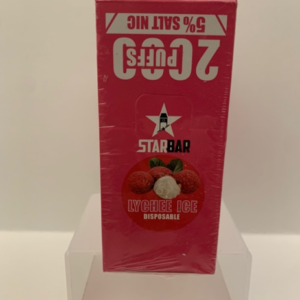 5% SALT NIC
2000
PUFFS
STARBAR
LYCHEE ICE
DISPOSABLE